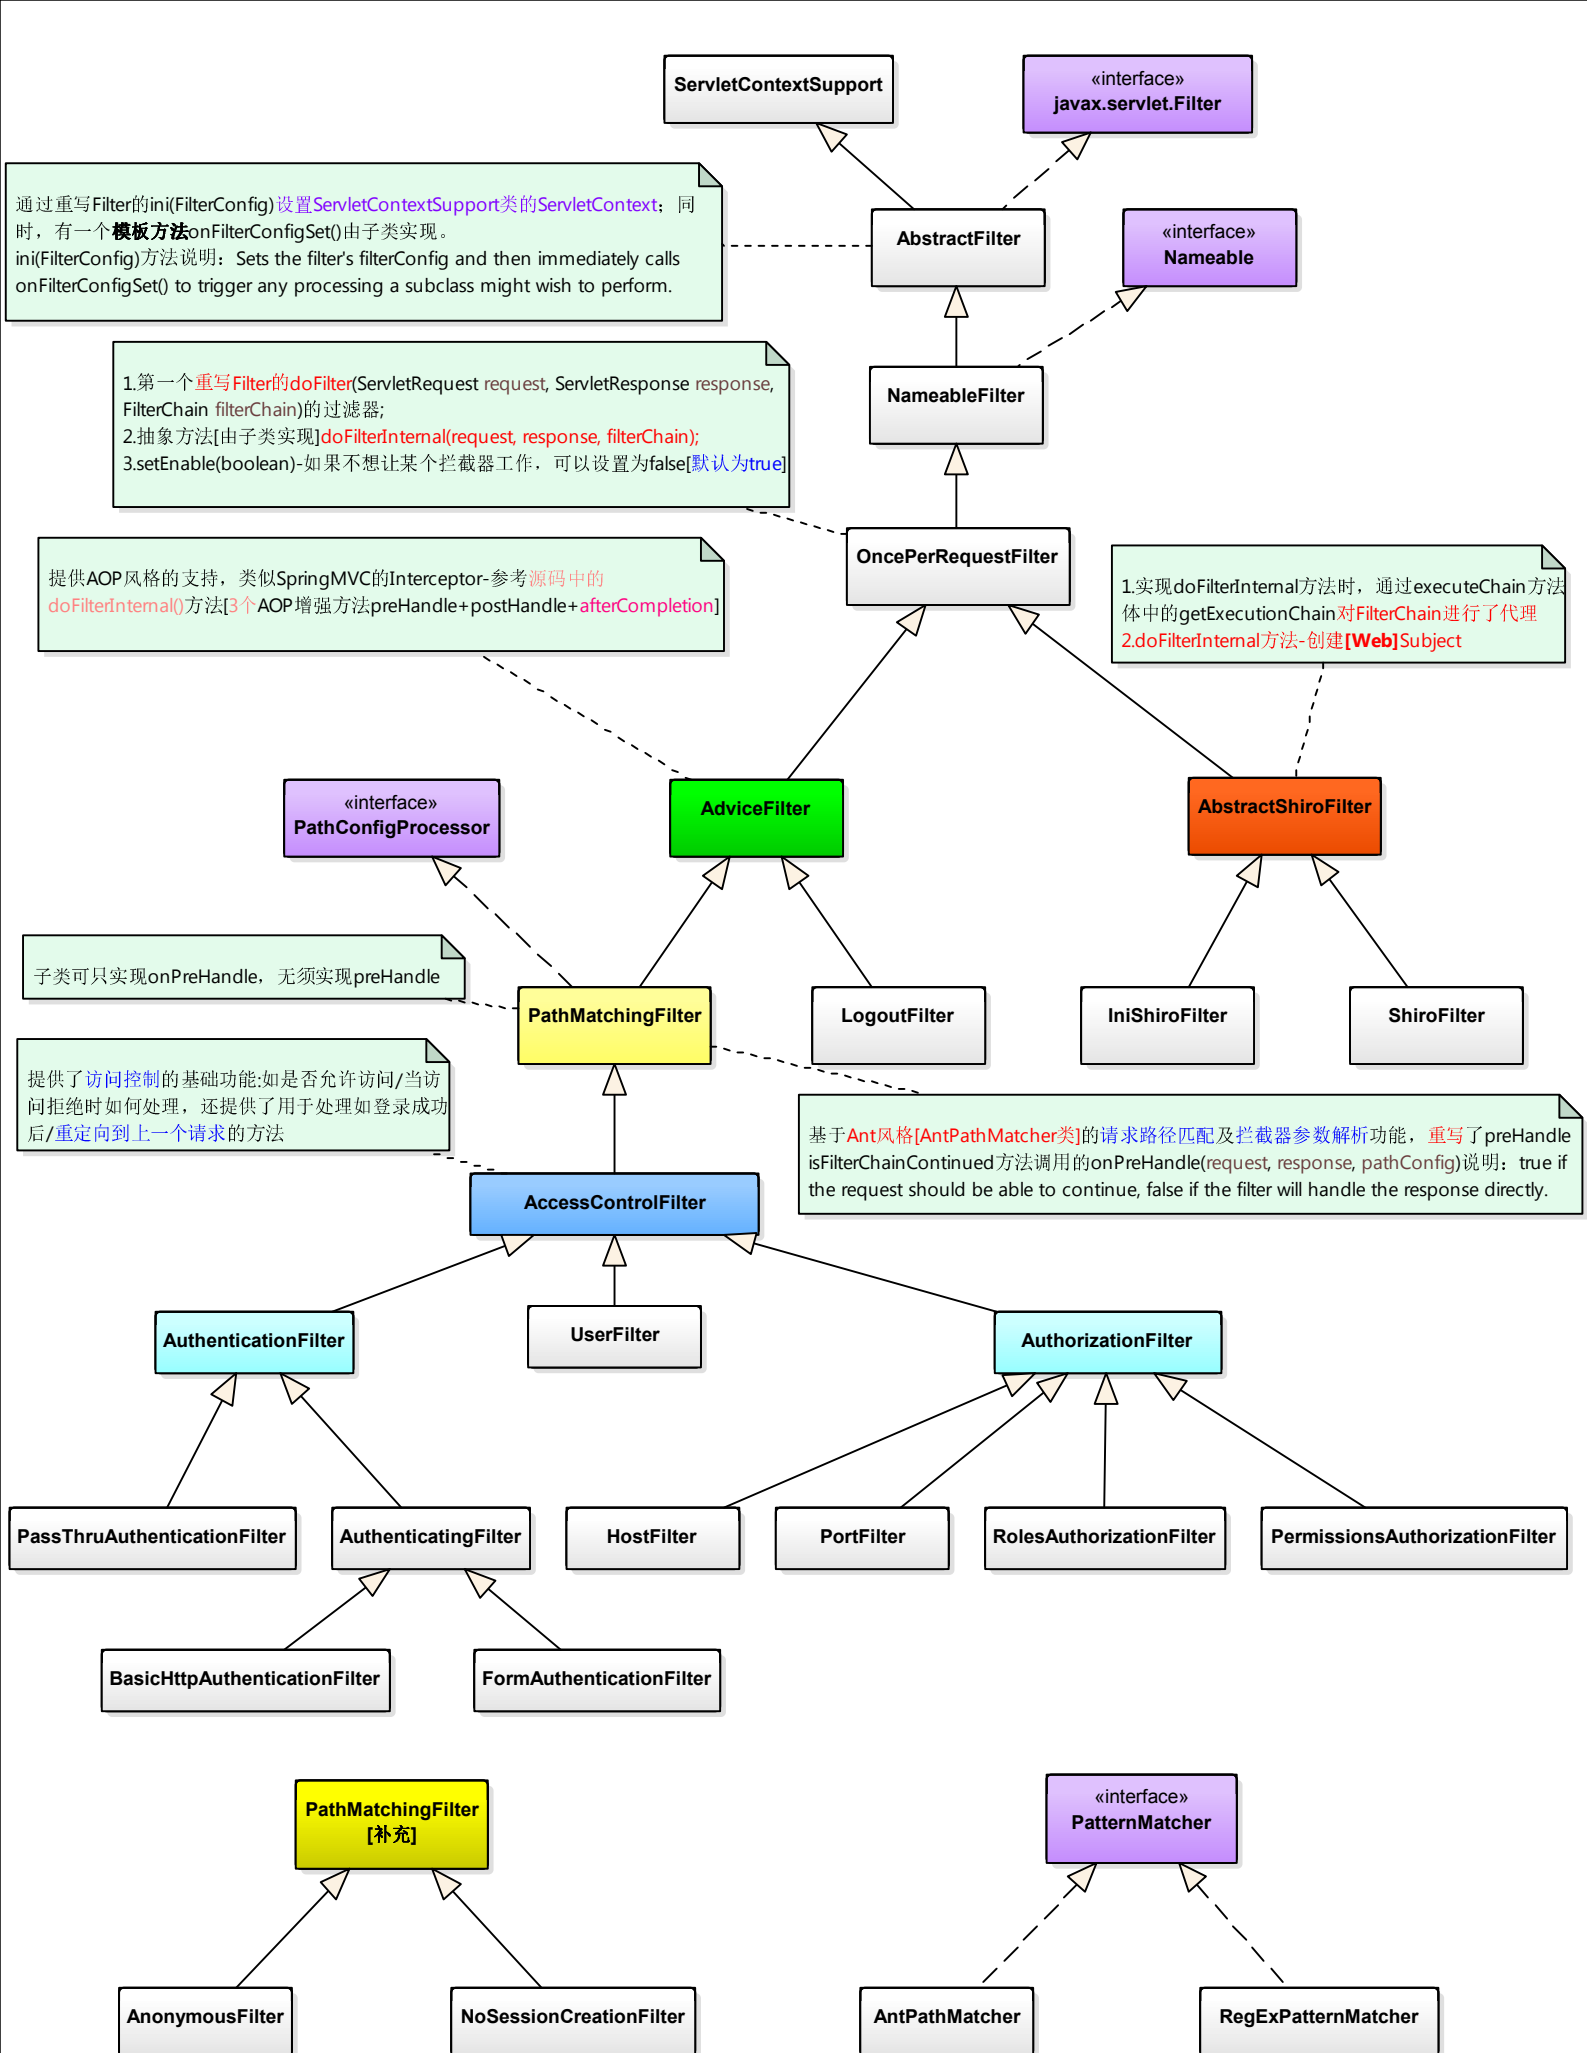 ServletContextSupport
«interface»
javax.servlet.Filter
通过重写Filter的ini(FilterConfig)设置ServletContextSupport类的ServletContext；同
时，有一个模板方法onFilterConfigSet()由子类实现。
ini(FilterConfig)方法说明：Sets the filter's filterConfig and then immediately calls
onFilterConfigSet() to trigger any processing a subclass might wish to perform.
AbstractFilter
«interface»
Nameable
1.第一个重写Filter的doFilter(ServletRequest request, ServletResponse response,
FilterChain filterChain)的过滤器;
2.抽象方法[由子类实现]doFilterInternal(request, response, filterChain);
3.setEnable(boolean)-如果不想让某个拦截器工作，可以设置为false[默认为true]
NameableFilter
OncePerRequestFilter
提供AOP风格的支持，类似SpringMVC的Interceptor-参考源码中的
doFilterInternal()方法[3个AOP增强方法preHandle+postHandle+afterCompletion]
1.实现doFilterInternal方法时，通过executeChain方法
体中的getExecutionChain对FilterChain进行了代理
2.doFilterInternal方法-创建[Web]Subject
«interface»
PathConfigProcessor
AdviceFilter
AbstractShiroFilter
子类可只实现onPreHandle，无须实现preHandle
PathMatchingFilter
LogoutFilter
IniShiroFilter
ShiroFilter
提供了访问控制的基础功能:如是否允许访问/当访
问拒绝时如何处理，还提供了用于处理如登录成功
后/重定向到上一个请求的方法
基于Ant风格[AntPathMatcher类]的请求路径匹配及拦截器参数解析功能，重写了preHandle
isFilterChainContinued方法调用的onPreHandle(request, response, pathConfig)说明：true if
the request should be able to continue, false if the filter will handle the response directly.
AccessControlFilter
AuthenticationFilter
UserFilter
AuthorizationFilter
PassThruAuthenticationFilter
AuthenticatingFilter
HostFilter
PortFilter
RolesAuthorizationFilter
PermissionsAuthorizationFilter
BasicHttpAuthenticationFilter
FormAuthenticationFilter
PathMatchingFilter
[补充]
«interface»
PatternMatcher
AnonymousFilter
NoSessionCreationFilter
AntPathMatcher
RegExPatternMatcher